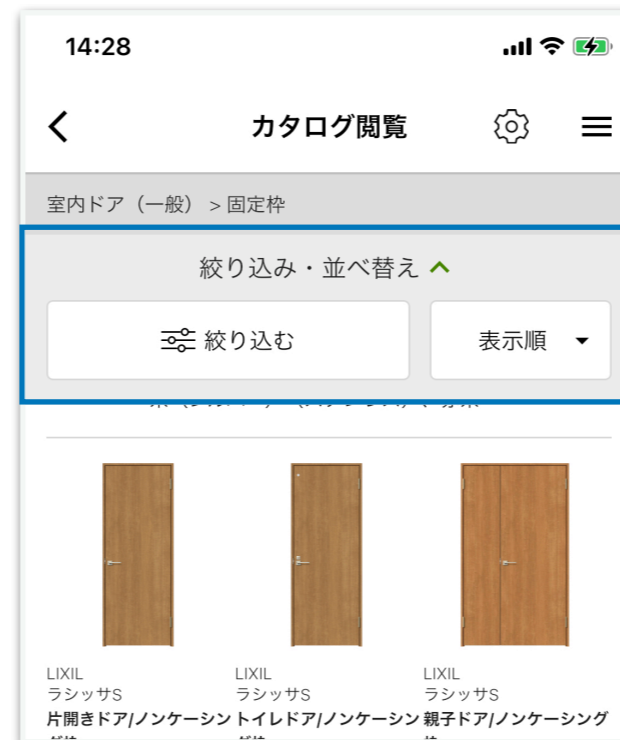 14:28
カタログ閲覧
室内ドア（一般） > 固定枠
絞り込み・並べ替え
絞り込む
表示順
LIXIL
ラシッサS
片開きドア/ノンケーシン
LIXIL
ラシッサS
トイレドア/ノンケーシン
LIXIL
ラシッサS
親子ドア/ノンケーシング